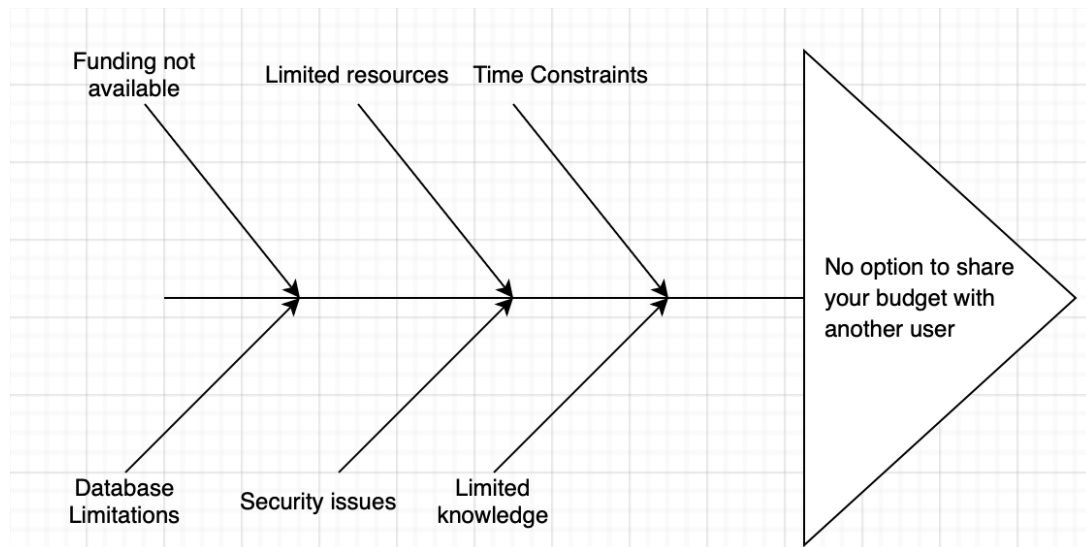 Funding not
available
Limited resources
Time Constraints
No option to share
your budget with
another user
Database
Limitations
Security issues
Limited
knowledge